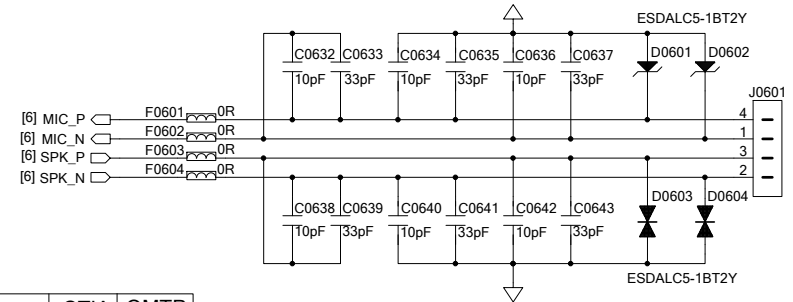 ESDALC5-1BT2Y
C0632 C0633 C0634 C0635 C0636 C0637 D0601 D0602
10pF 33pF 10pF 33pF 10pF 33pF
J0601
[6] MIC_P F0601 0R 4
[6] MIC_N F0602 0R 1
[6] SPK_P F0603 0R 3
[6] SPK_N F0604 0R 2
C0638 C0639 C0640 C0641 C0642 C0643 D0603 D0604
10pF 33pF 10pF 33pF 10pF 33pF
ESDALC5-1BT2Y